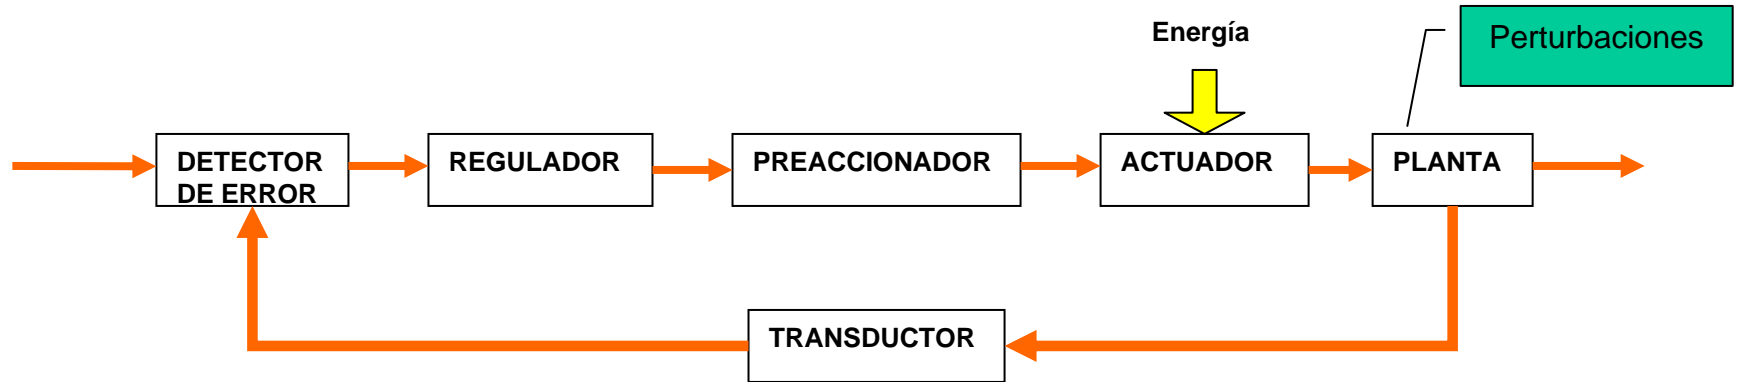 Energía
Perturbaciones
DETECTOR
DE ERROR
REGULADOR
PREACCIONADOR
ACTUADOR
PLANTA
TRANSDUCTOR